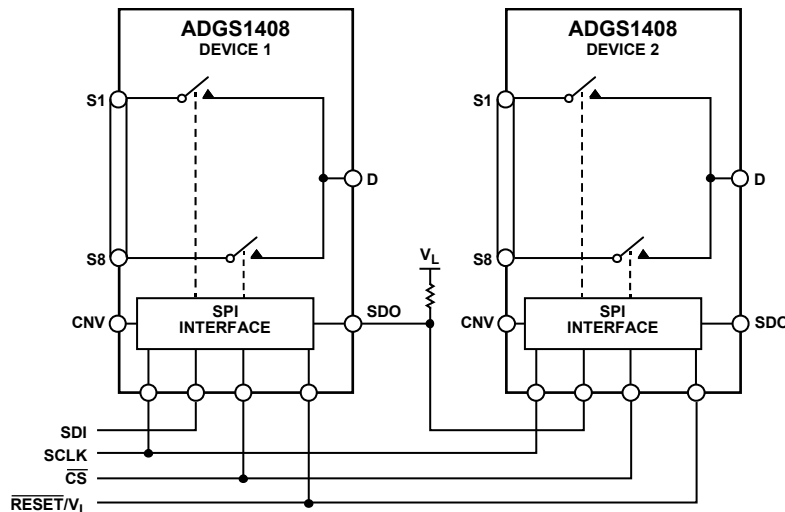 ADGS1408
DEVICE 1
S1
D
S8
SPI
INTERFACE
CNV
SDO
VL
ADGS1408
DEVICE 2
S1
D
S8
SPI
INTERFACE
CNV
SDO
SDI
SCLK
CS
RESET/VL